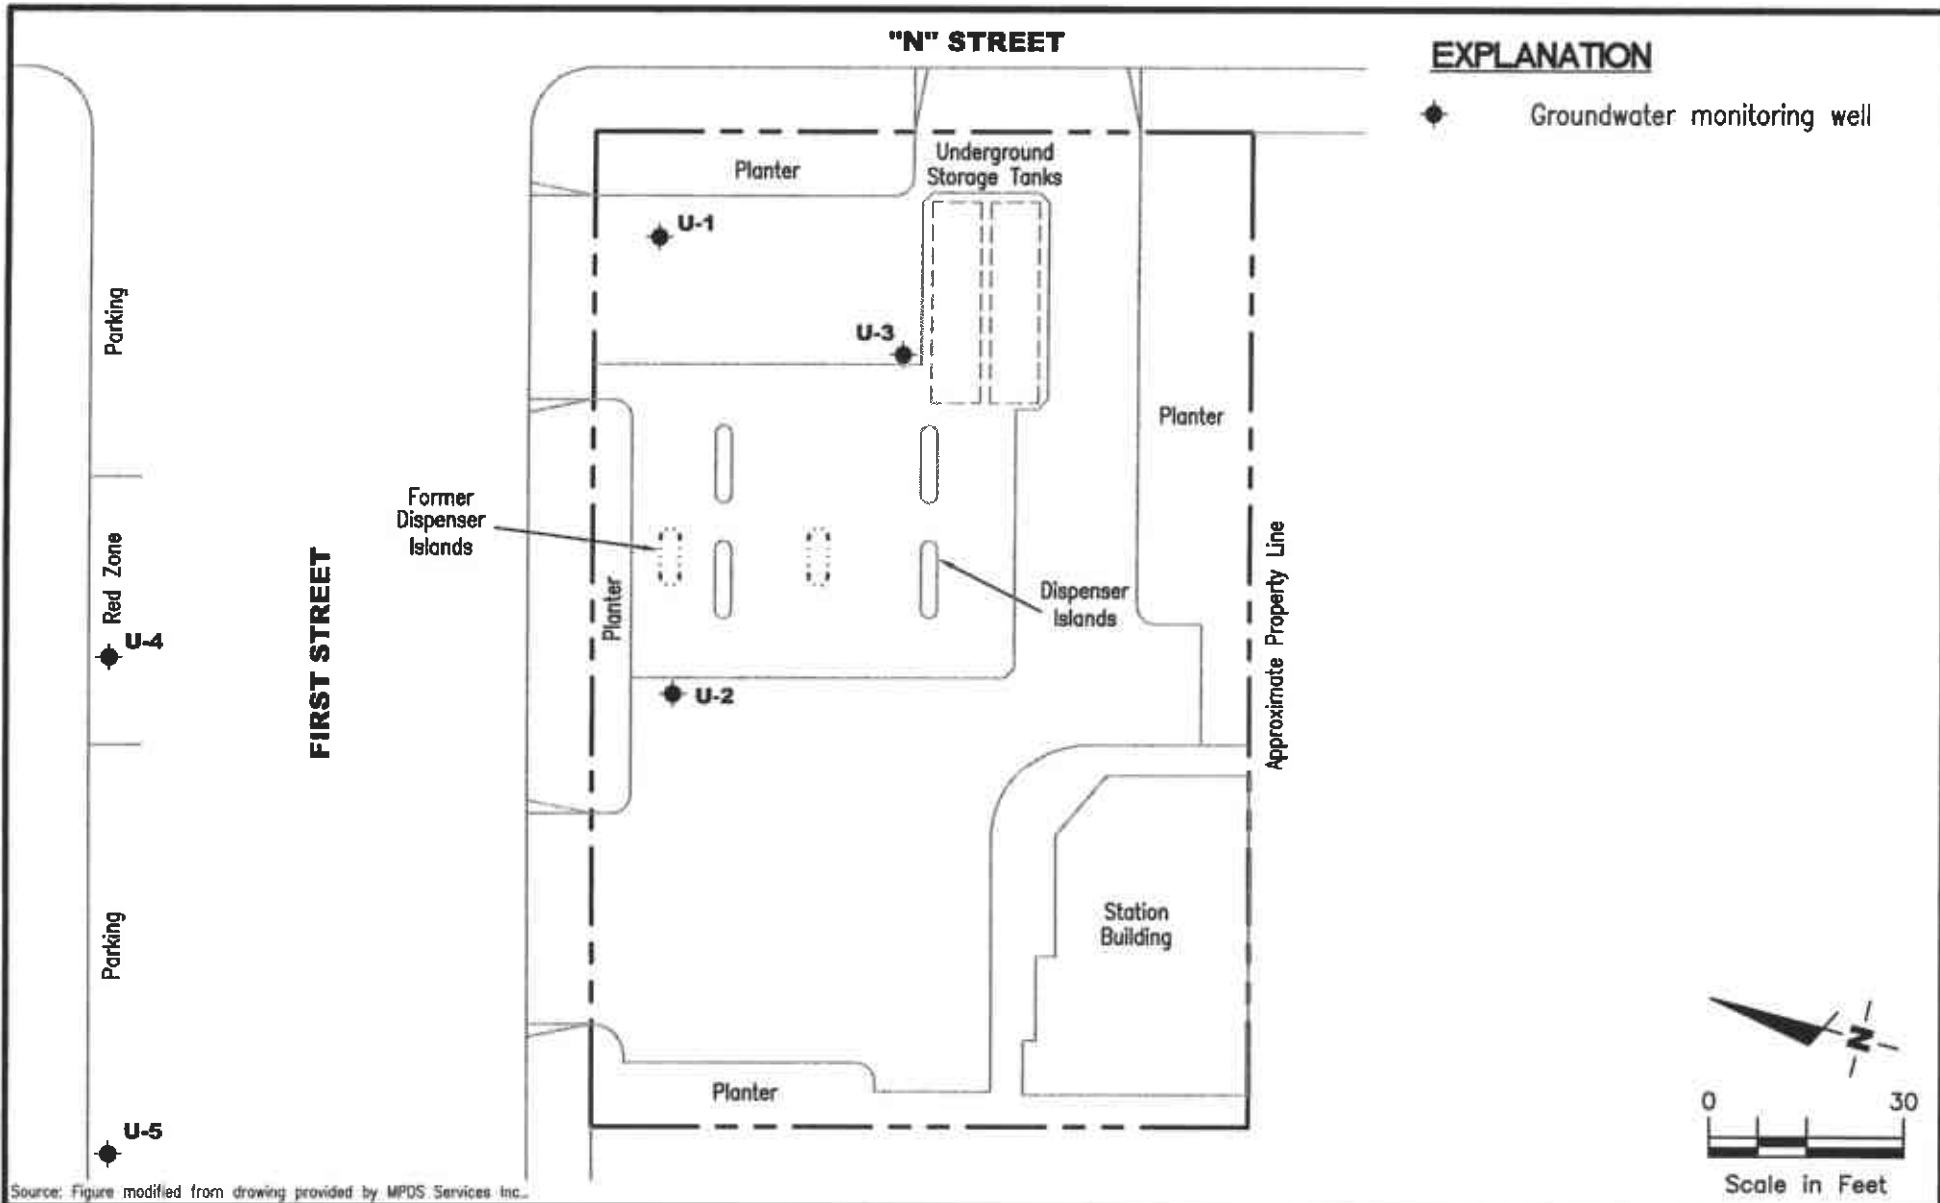 "N" STREET
EXPLANATION
Groundwater monitoring well
Planter
Underground
Storage Tanks
U-1
Parking
U-3
Planter
Former
Dispenser
Islands
Red Zone
FIRST STREET
Planter
Dispenser
Islands
Approximate Property Line
U-4
U-2
Parking
Station
Building
N
Planter
0 30
U-5
Scale in Feet
Source: Figure modified from drawing provided by MPDS Services Inc.